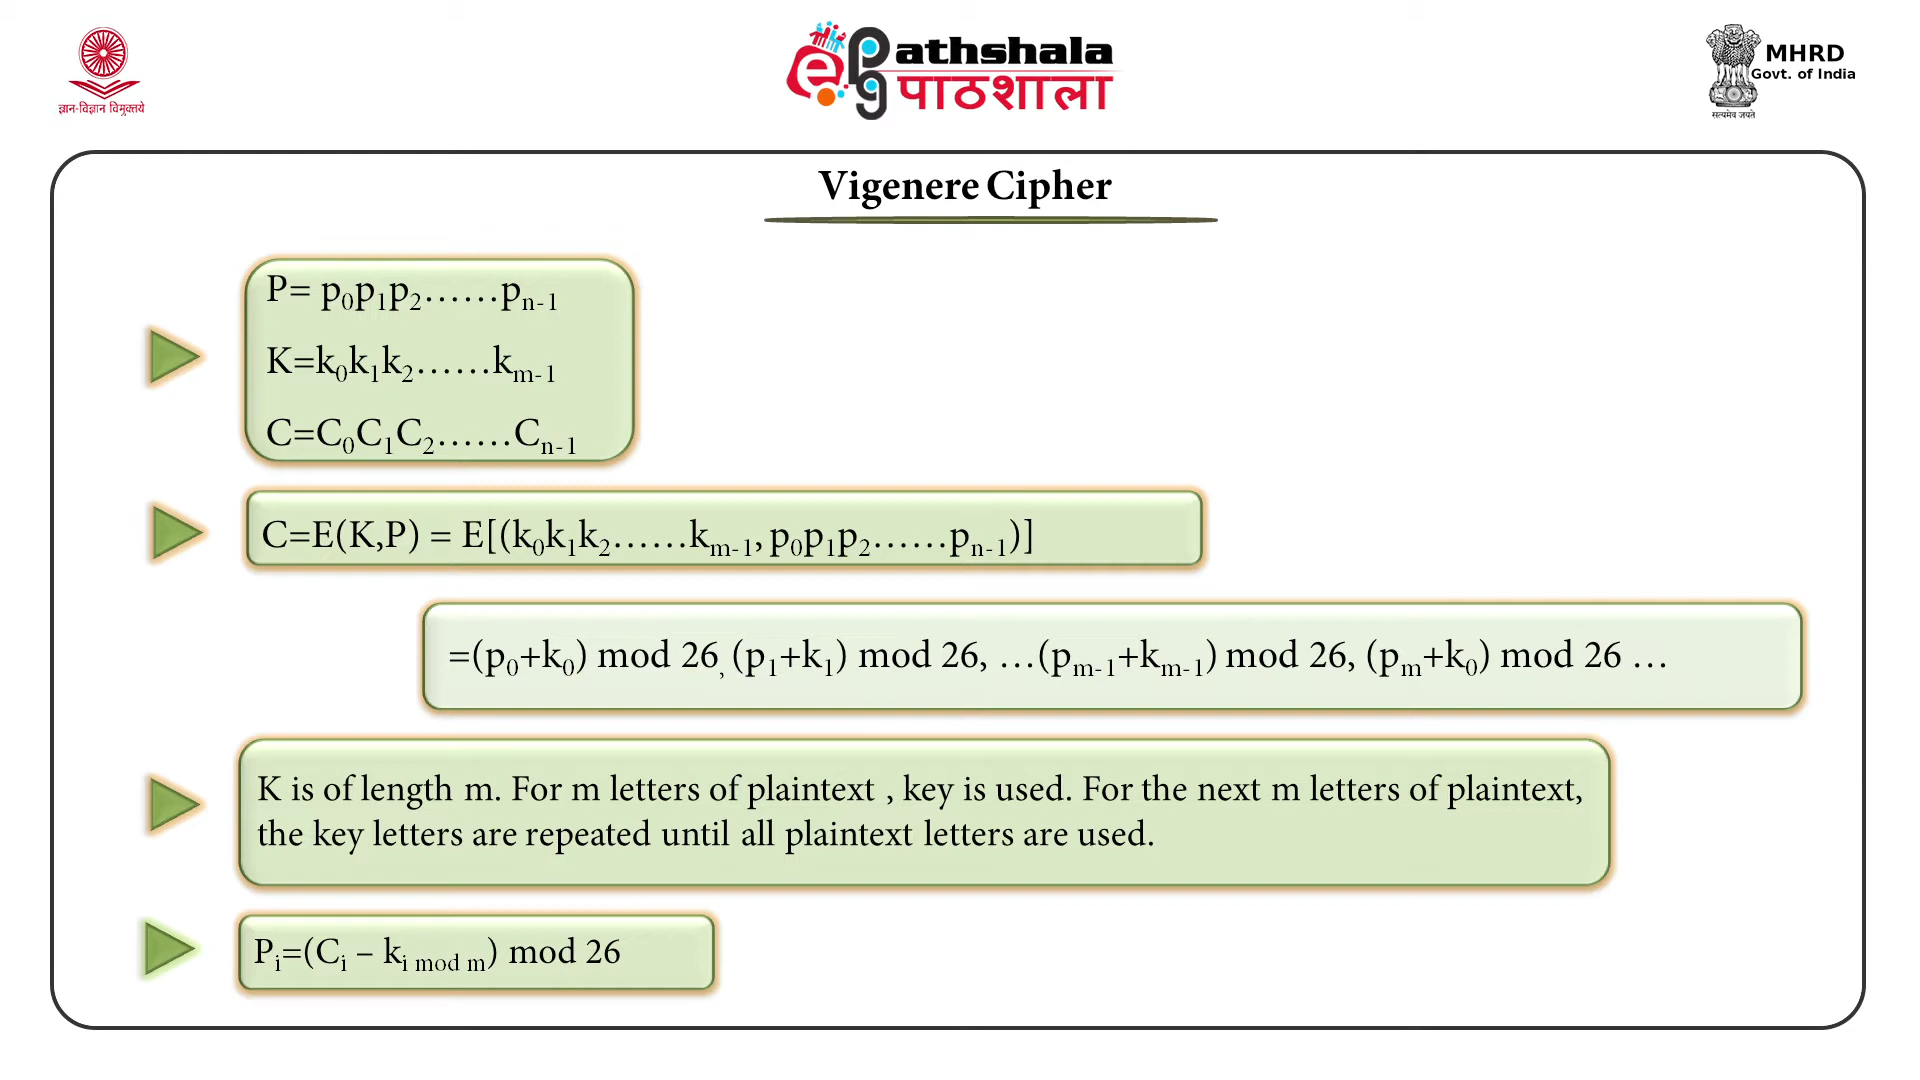 ज्ञान-विज्ञान विमुक्तये
ePg Pathshala
पाठशाला
MHRD
Govt. of India
सत्यमेव जयते
Vigenere Cipher
P= p₀p₁p₂……pₙ₋₁
K=k₀k₁k₂……kₘ₋₁
C=C₀C₁C₂……Cₙ₋₁
C=E(K,P) = E[(k₀k₁k₂……kₘ₋₁, p₀p₁p₂……pₙ₋₁)]
=(p₀+k₀) mod 26, (p₁+k₁) mod 26, …(pₘ₋₁+kₘ₋₁) mod 26, (pₘ+k₀) mod 26 …
K is of length m. For m letters of plaintext , key is used. For the next m letters of plaintext,
the key letters are repeated until all plaintext letters are used.
Pᵢ=(Cᵢ – k_{i mod m}) mod 26